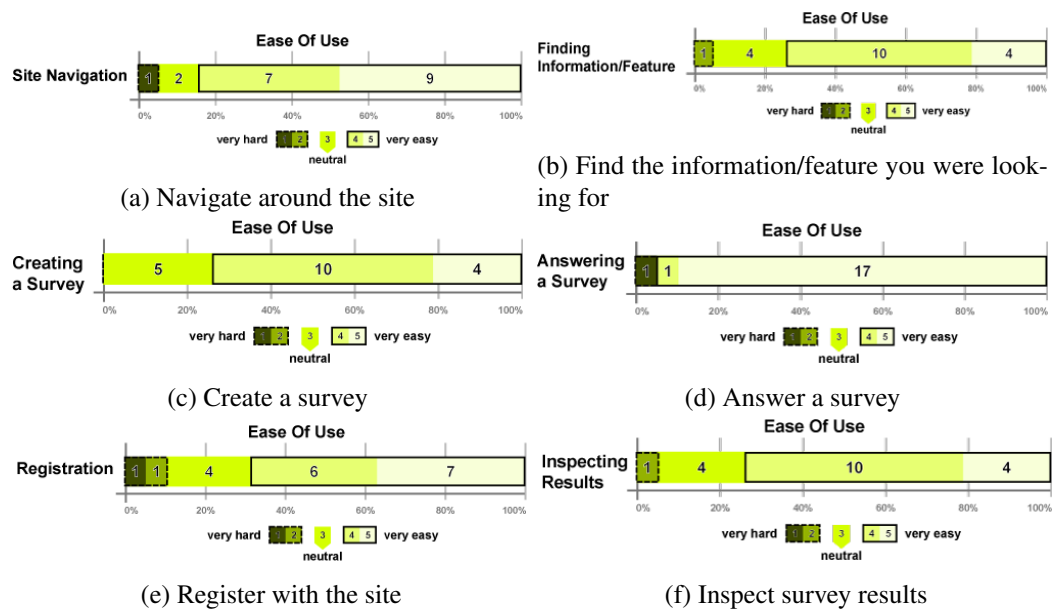 Ease Of Use
Site Navigation
1 2 7 9
0% 20% 40% 60% 80% 100%
very hard 1 2 3 4 5 very easy
neutral
(a) Navigate around the site
Ease Of Use
Finding
Information/Feature
1 4 10 4
0% 20% 40% 60% 80% 100%
very hard 1 2 3 4 5 very easy
neutral
(b) Find the information/feature you were look-
ing for
Ease Of Use
Creating
a Survey
5 10 4
0% 20% 40% 60% 80% 100%
very hard 1 2 3 4 5 very easy
neutral
(c) Create a survey
Ease Of Use
Answering
a Survey
1 1 17
0% 20% 40% 60% 80% 100%
very hard 1 2 3 4 5 very easy
neutral
(d) Answer a survey
Ease Of Use
Registration
1 1 4 6 7
0% 20% 40% 60% 80% 100%
very hard 1 2 3 4 5 very easy
neutral
(e) Register with the site
Ease Of Use
Inspecting
Results
1 4 10 4
0% 20% 40% 60% 80% 100%
very hard 1 2 3 4 5 very easy
neutral
(f) Inspect survey results